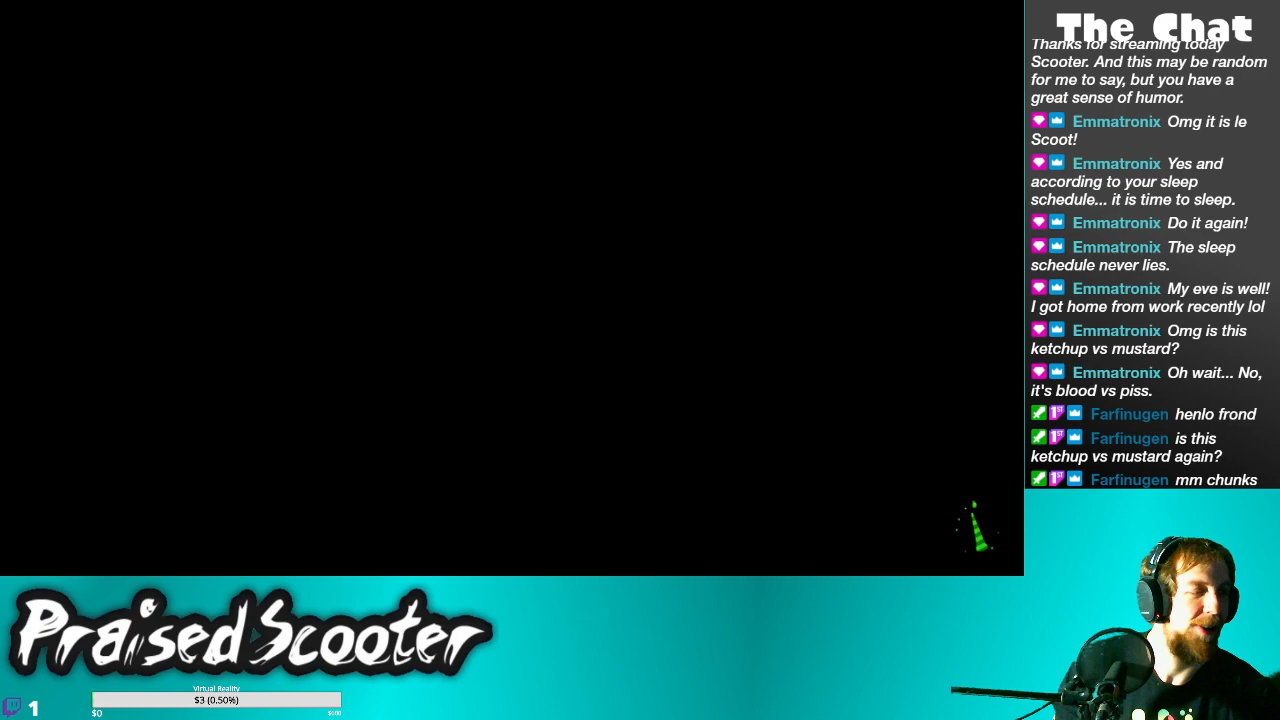 The Chat
Thanks for streaming today
Scooter. And this may be random
for me to say, but you have a
great sense of humor.
Emmatronix Omg it is le
Scoot!
Emmatronix Yes and
according to your sleep
schedule... it is time to sleep.
Emmatronix Do it again!
Emmatronix The sleep
schedule never lies.
Emmatronix My eve is well!
I got home from work recently lol
Emmatronix Omg is this
ketchup vs mustard?
Emmatronix Oh wait... No,
it's blood vs piss.
1ST Farfinugen henlo frond
1ST Farfinugen is this
ketchup vs mustard again?
1ST Farfinugen mm chunks
PraisedScooter
Virtual Reality
$3 (0.50%)
1
$0